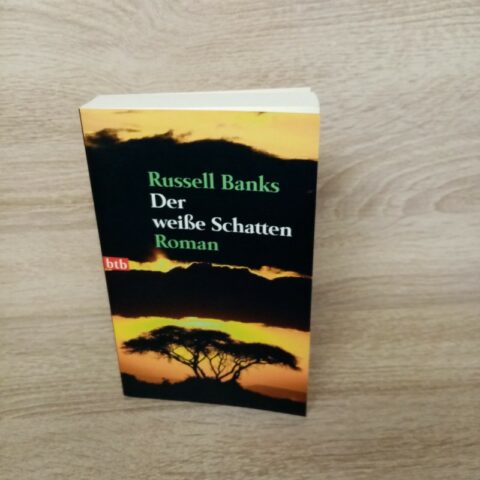 Russell Banks
Der
weiße Schatten
Roman
btb